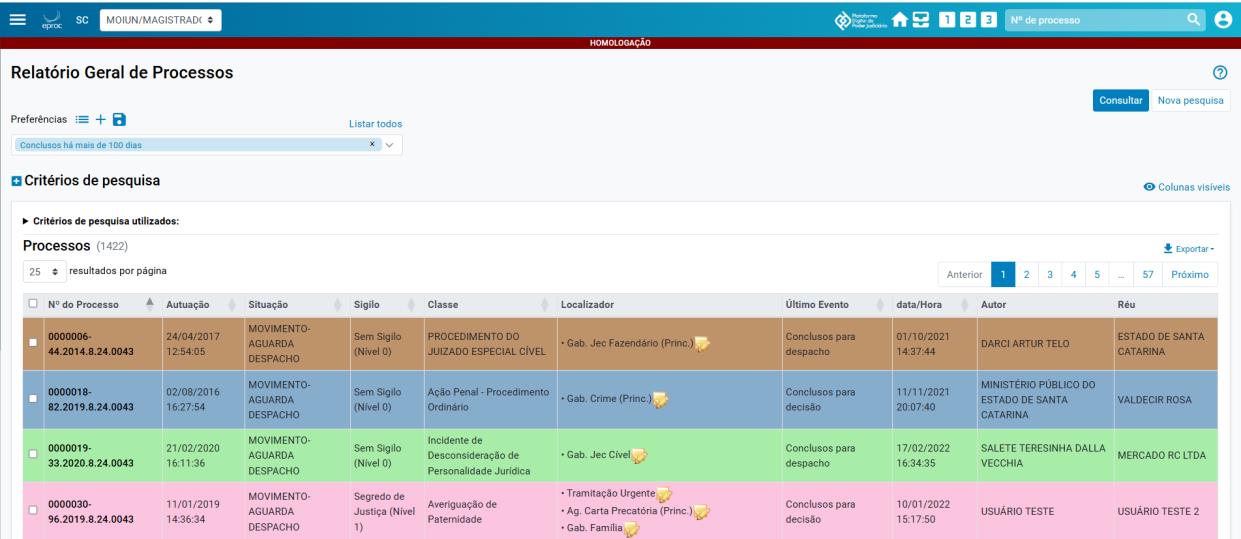 eproc SC MOIUN/MAGISTRAD( Plataforma Digital do Poder Judiciário 1 2 3 Nº de processo
HOMOLOGAÇÃO
Relatório Geral de Processos
Consultar Nova pesquisa
Preferências Listar todos
Conclusos há mais de 100 dias x
Critérios de pesquisa
Colunas visíveis
Critérios de pesquisa utilizados:
Processos (1422) Exportar
25 resultados por página
Anterior 1 2 3 4 5 ... 57 Próximo
Nº do Processo Autuação Situação Sigilo Classe Localizador Último Evento data/Hora Autor Réu
0000006-
44.2014.8.24.0043
24/04/2017
12:54:05
MOVIMENTO-
AGUARDA
DESPACHO
Sem Sigilo
(Nível 0)
PROCEDIMENTO DO
JUIZADO ESPECIAL CÍVEL
• Gab. Jec Fazendário (Princ.)
Conclusos para
despacho
01/10/2021
14:37:44
DARCI ARTUR TELO
ESTADO DE SANTA
CATARINA
0000018-
82.2019.8.24.0043
02/08/2016
16:27:54
MOVIMENTO-
AGUARDA
DESPACHO
Sem Sigilo
(Nível 0)
Ação Penal - Procedimento
Ordinário
• Gab. Crime (Princ.)
Conclusos para
decisão
11/11/2021
20:07:40
MINISTÉRIO PÚBLICO DO
ESTADO DE SANTA
CATARINA
VALDECIR ROSA
0000019-
33.2020.8.24.0043
21/02/2020
16:11:36
MOVIMENTO-
AGUARDA
DESPACHO
Sem Sigilo
(Nível 0)
Incidente de
Desconsideração de
Personalidade Jurídica
• Gab. Jec Cível
Conclusos para
despacho
17/02/2022
16:34:35
SALETE TERESINHA DALLA
VECCHIA
MERCADO RC LTDA
0000030-
96.2019.8.24.0043
11/01/2019
14:36:34
MOVIMENTO-
AGUARDA
DESPACHO
Segredo de
Justiça (Nível
1)
Averiguação de
Paternidade
• Tramitação Urgente
• Ag. Carta Precatória (Princ.)
• Gab. Família
Conclusos para
decisão
10/01/2022
15:17:50
USUÁRIO TESTE
USUÁRIO TESTE 2